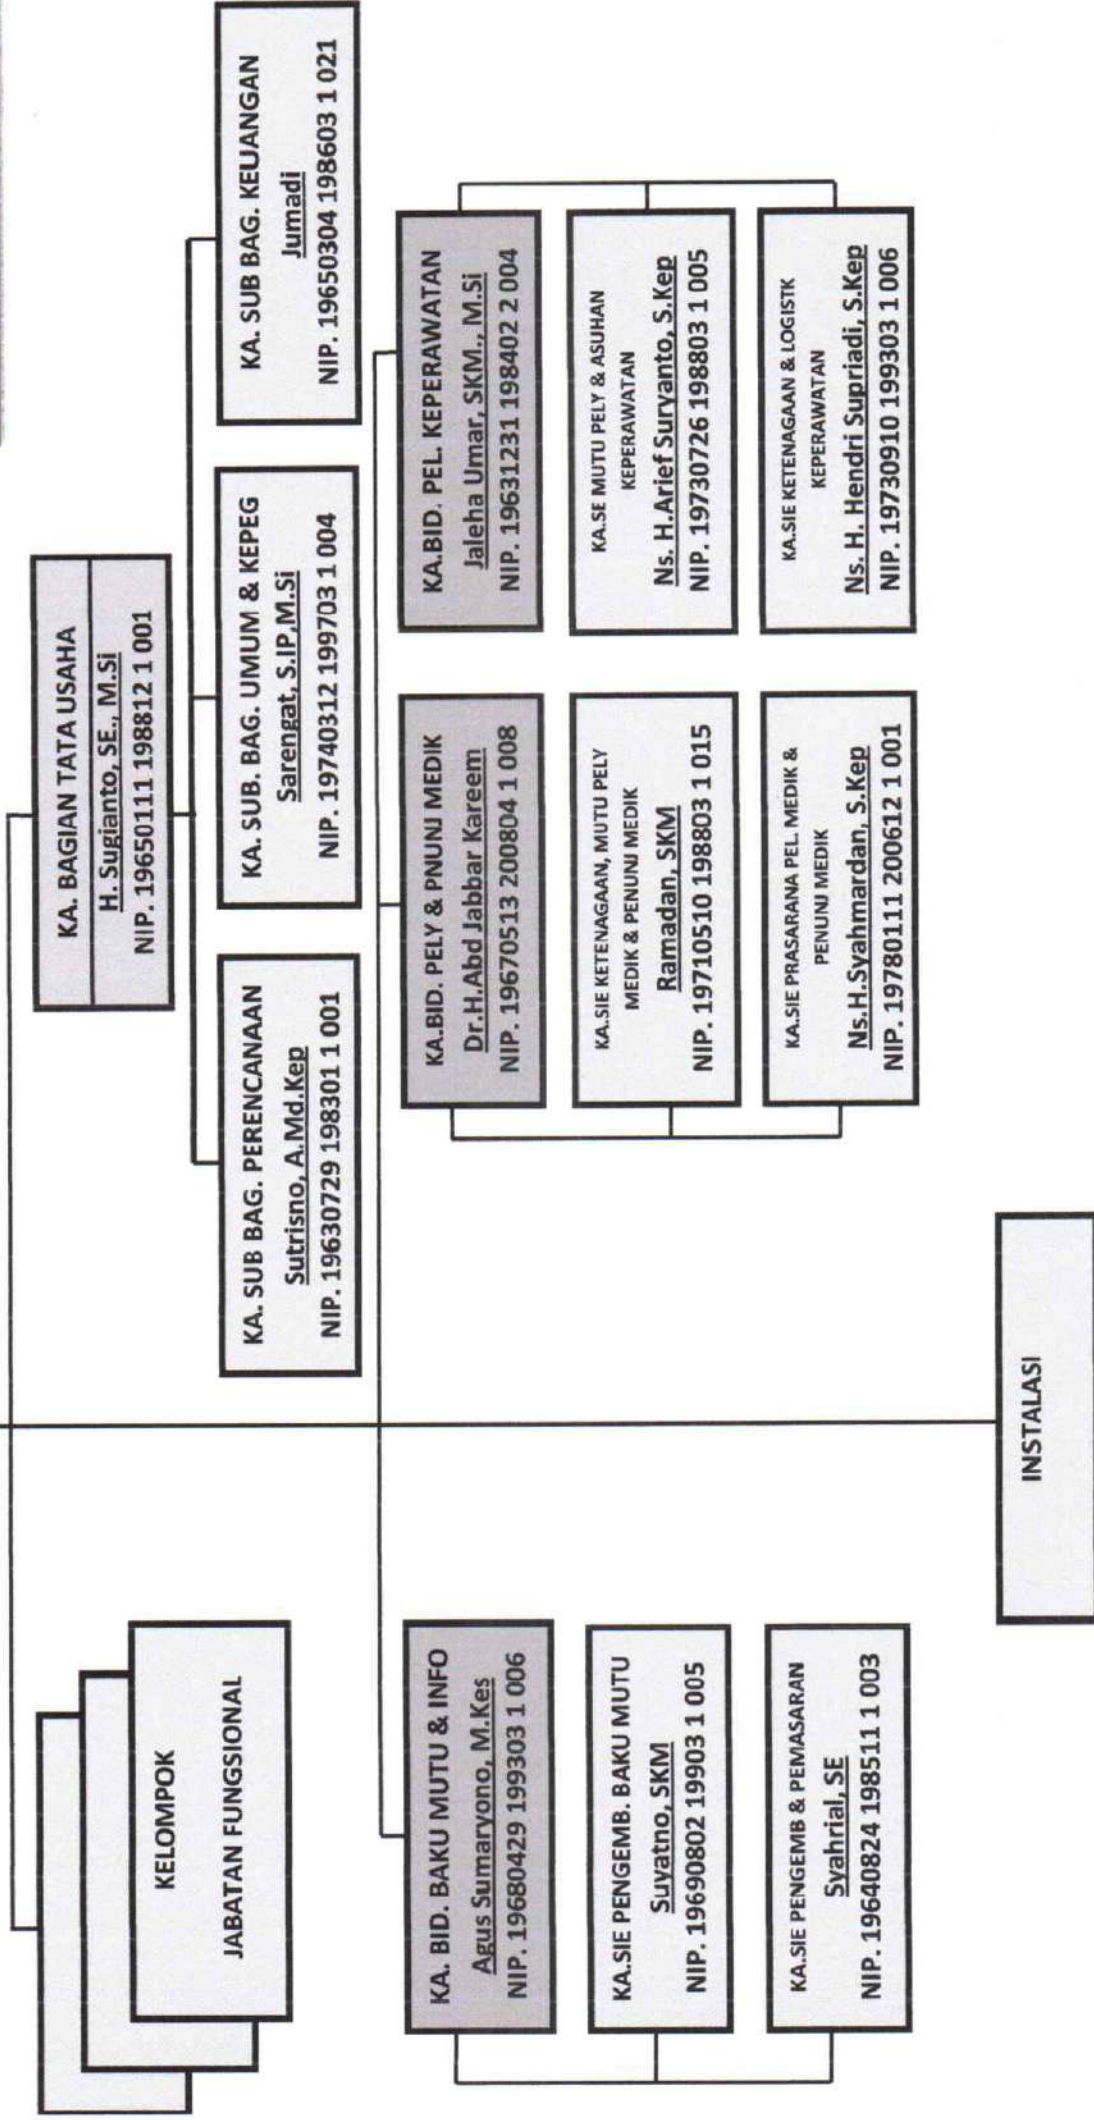 KA. BAGIAN TATA USAHA
H. Sugianto, SE., M.Si
NIP. 19650111 198812 1 001
KELOMPOK
JABATAN FUNGSIONAL
KA. SUB BAG. PERENCANAAN
Sutrisno, A.Md.Kep
NIP. 19630729 198301 1 001
KA. SUB. BAG. UMUM & KEPEG
Sarengat, S.IP,M.Si
NIP. 19740312 199703 1 004
KA. SUB BAG. KEUANGAN
Jumadi
NIP. 19650304 198603 1 021
KA. BID. BAKU MUTU & INFO
Agus Sumaryono, M.Kes
NIP. 19680429 199303 1 006
KA.SIE PENGEMB. BAKU MUTU
Suyatno, SKM
NIP. 19690802 19903 1 005
KA.SIE PENGEMB & PEMASARAN
Syahrial, SE
NIP. 19640824 198511 1 003
KA.BID. PELY & PNUNJ MEDIK
Dr.H.Abd Jabbar Kareem
NIP. 19670513 200804 1 008
KA.SIE KETENAGAAN, MUTU PELY
MEDIK & PENUNJ MEDIK
Ramadan, SKM
NIP. 19710510 198803 1 015
KA.SIE PRASARANA PEL. MEDIK &
PENUNJ MEDIK
Ns.H.Syahmardan, S.Kep
NIP. 19780111 200612 1 001
KA.BID. PEL. KEPERAWATAN
Jaleha Umar, SKM., M.Si
NIP. 19631231 198402 2 004
KA.SE MUTU PELY & ASUHAN
KEPERAWATAN
Ns. H.Arief Suryanto, S.Kep
NIP. 19730726 198803 1 005
KA.SIE KETENAGAAN & LOGISTK
KEPERAWATAN
Ns. H. Hendri Supriadi, S.Kep
NIP. 19730910 199303 1 006
INSTALASI